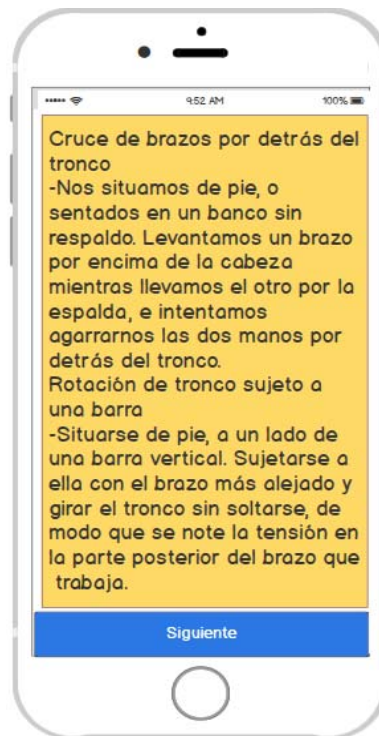 9:52 AM
100%
Cruce de brazos por detrás del
tronco
-Nos situamos de pie, o
sentados en un banco sin
respaldo. Levantamos un brazo
por encima de la cabeza
mientras llevamos el otro por la
espalda, e intentamos
agarrarnos las dos manos por
detrás del tronco.
Rotación de tronco sujeto a
una barra
-Situarse de pie, a un lado de
una barra vertical. Sujetarse a
ella con el brazo más alejado y
girar el tronco sin soltarse, de
modo que se note la tensión en
la parte posterior del brazo que
trabaja.
Siguiente